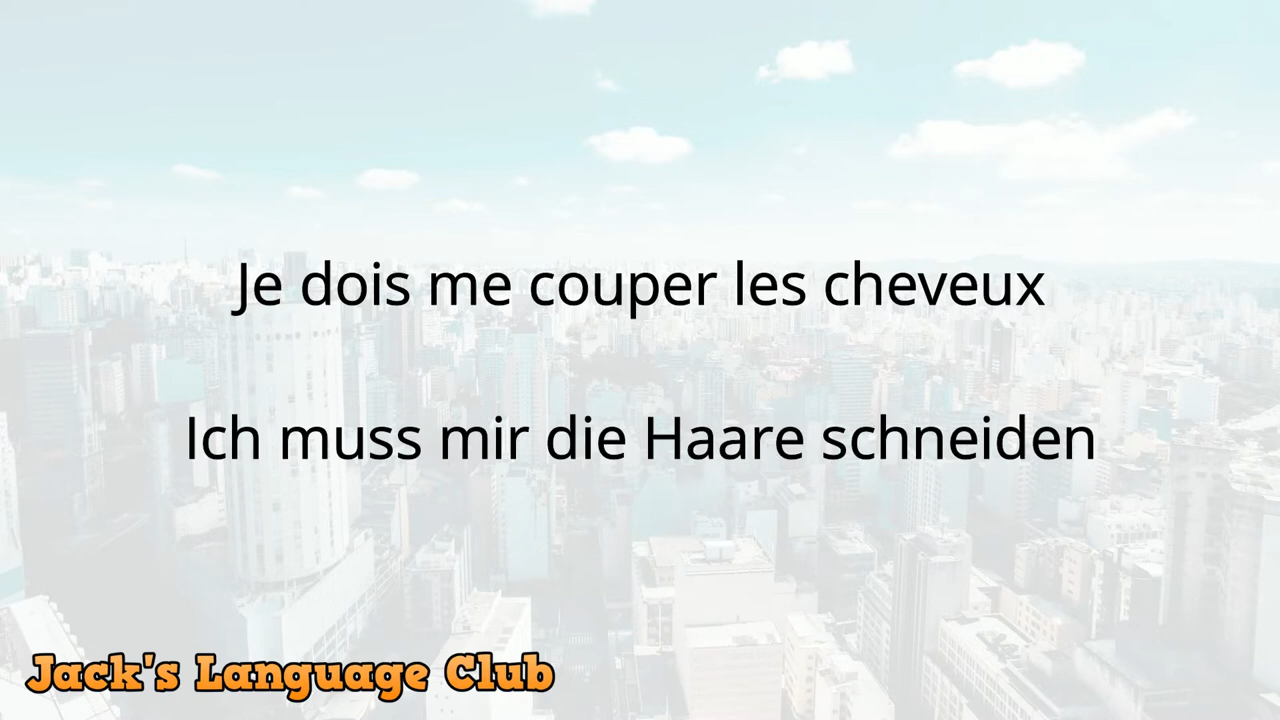 Je dois me couper les cheveux
Ich muss mir die Haare schneiden
Jack's Language Club